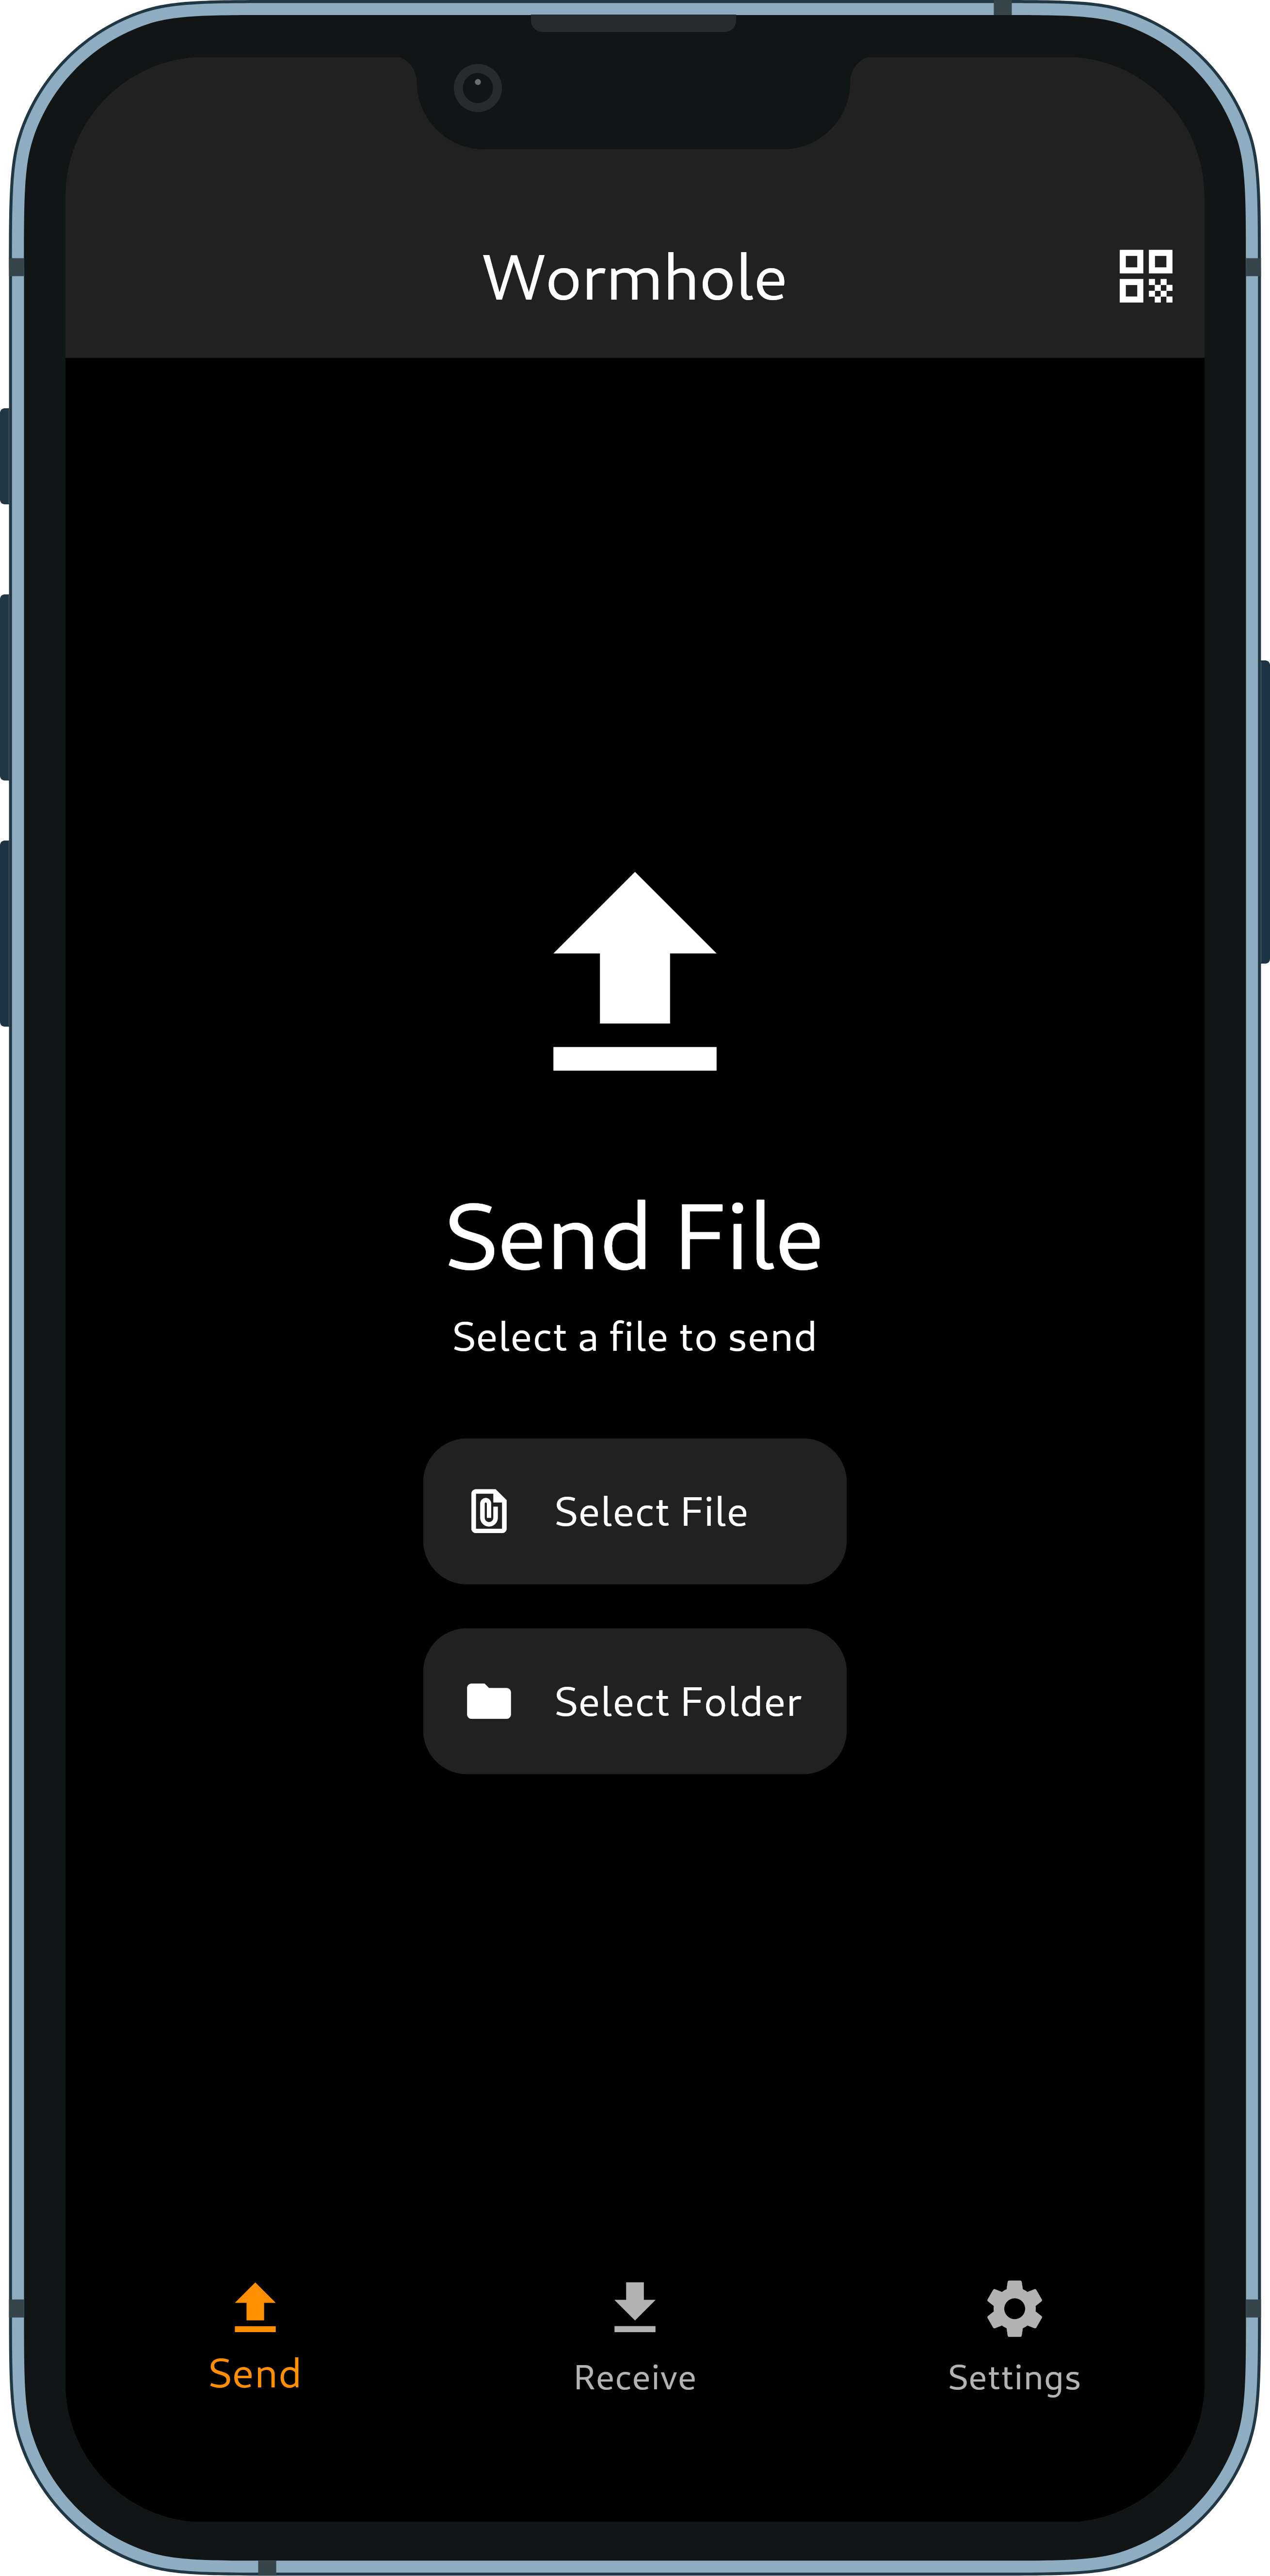 Wormhole
Send File
Select a file to send
Select File
Select Folder
Send
Receive
Settings